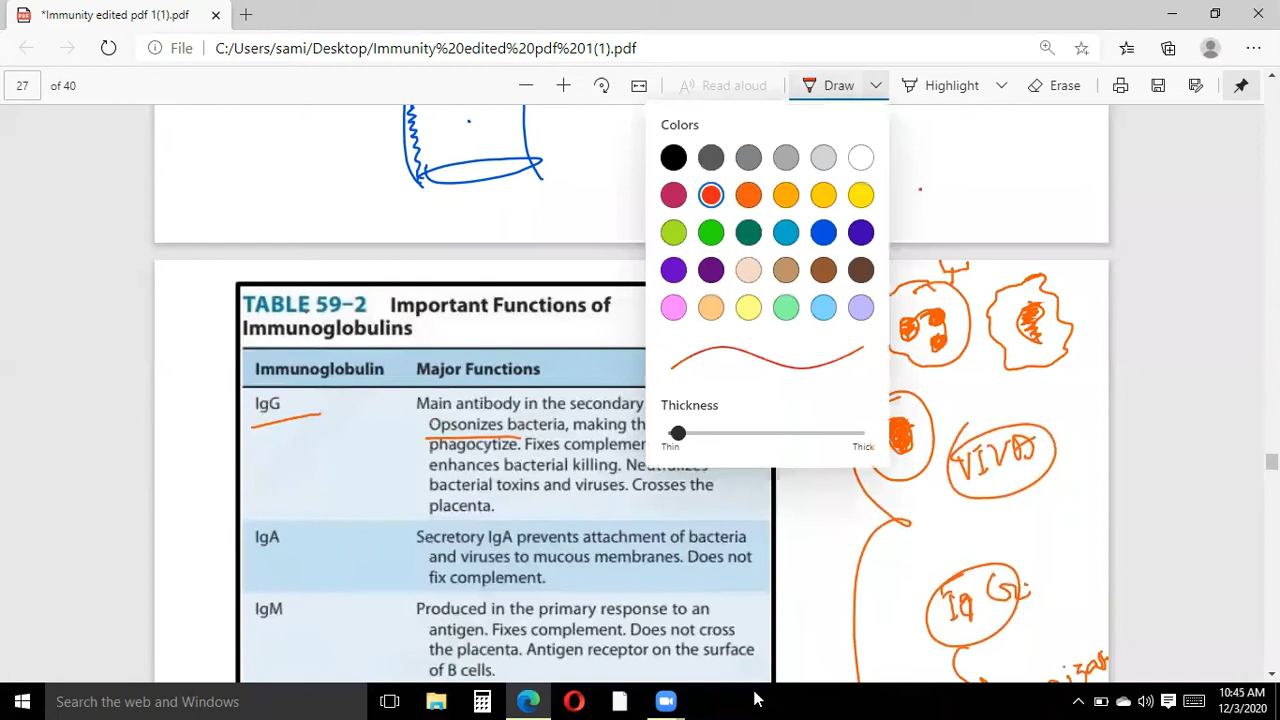 *Immunity edited pdf 1(1).pdf
File C:/Users/sami/Desktop/Immunity%20edited%20pdf%201(1).pdf
27 of 40
Read aloud
Draw
Highlight
Erase
Colors
Thickness
Thin
Thick
TABLE 59–2 Important Functions of
Immunoglobulins
Immunoglobulin Major Functions
IgG Main antibody in the secondary
Opsonizes bacteria, making th
phagocytize. Fixes complemen
enhances bacterial killing. Neutralizes
bacterial toxins and viruses. Crosses the
placenta.
IgA Secretory IgA prevents attachment of bacteria
and viruses to mucous membranes. Does not
fix complement.
IgM Produced in the primary response to an
antigen. Fixes complement. Does not cross
the placenta. Antigen receptor on the surface
of B cells.
VIVA
IgG
Search the web and Windows
10:45 AM
12/3/2020